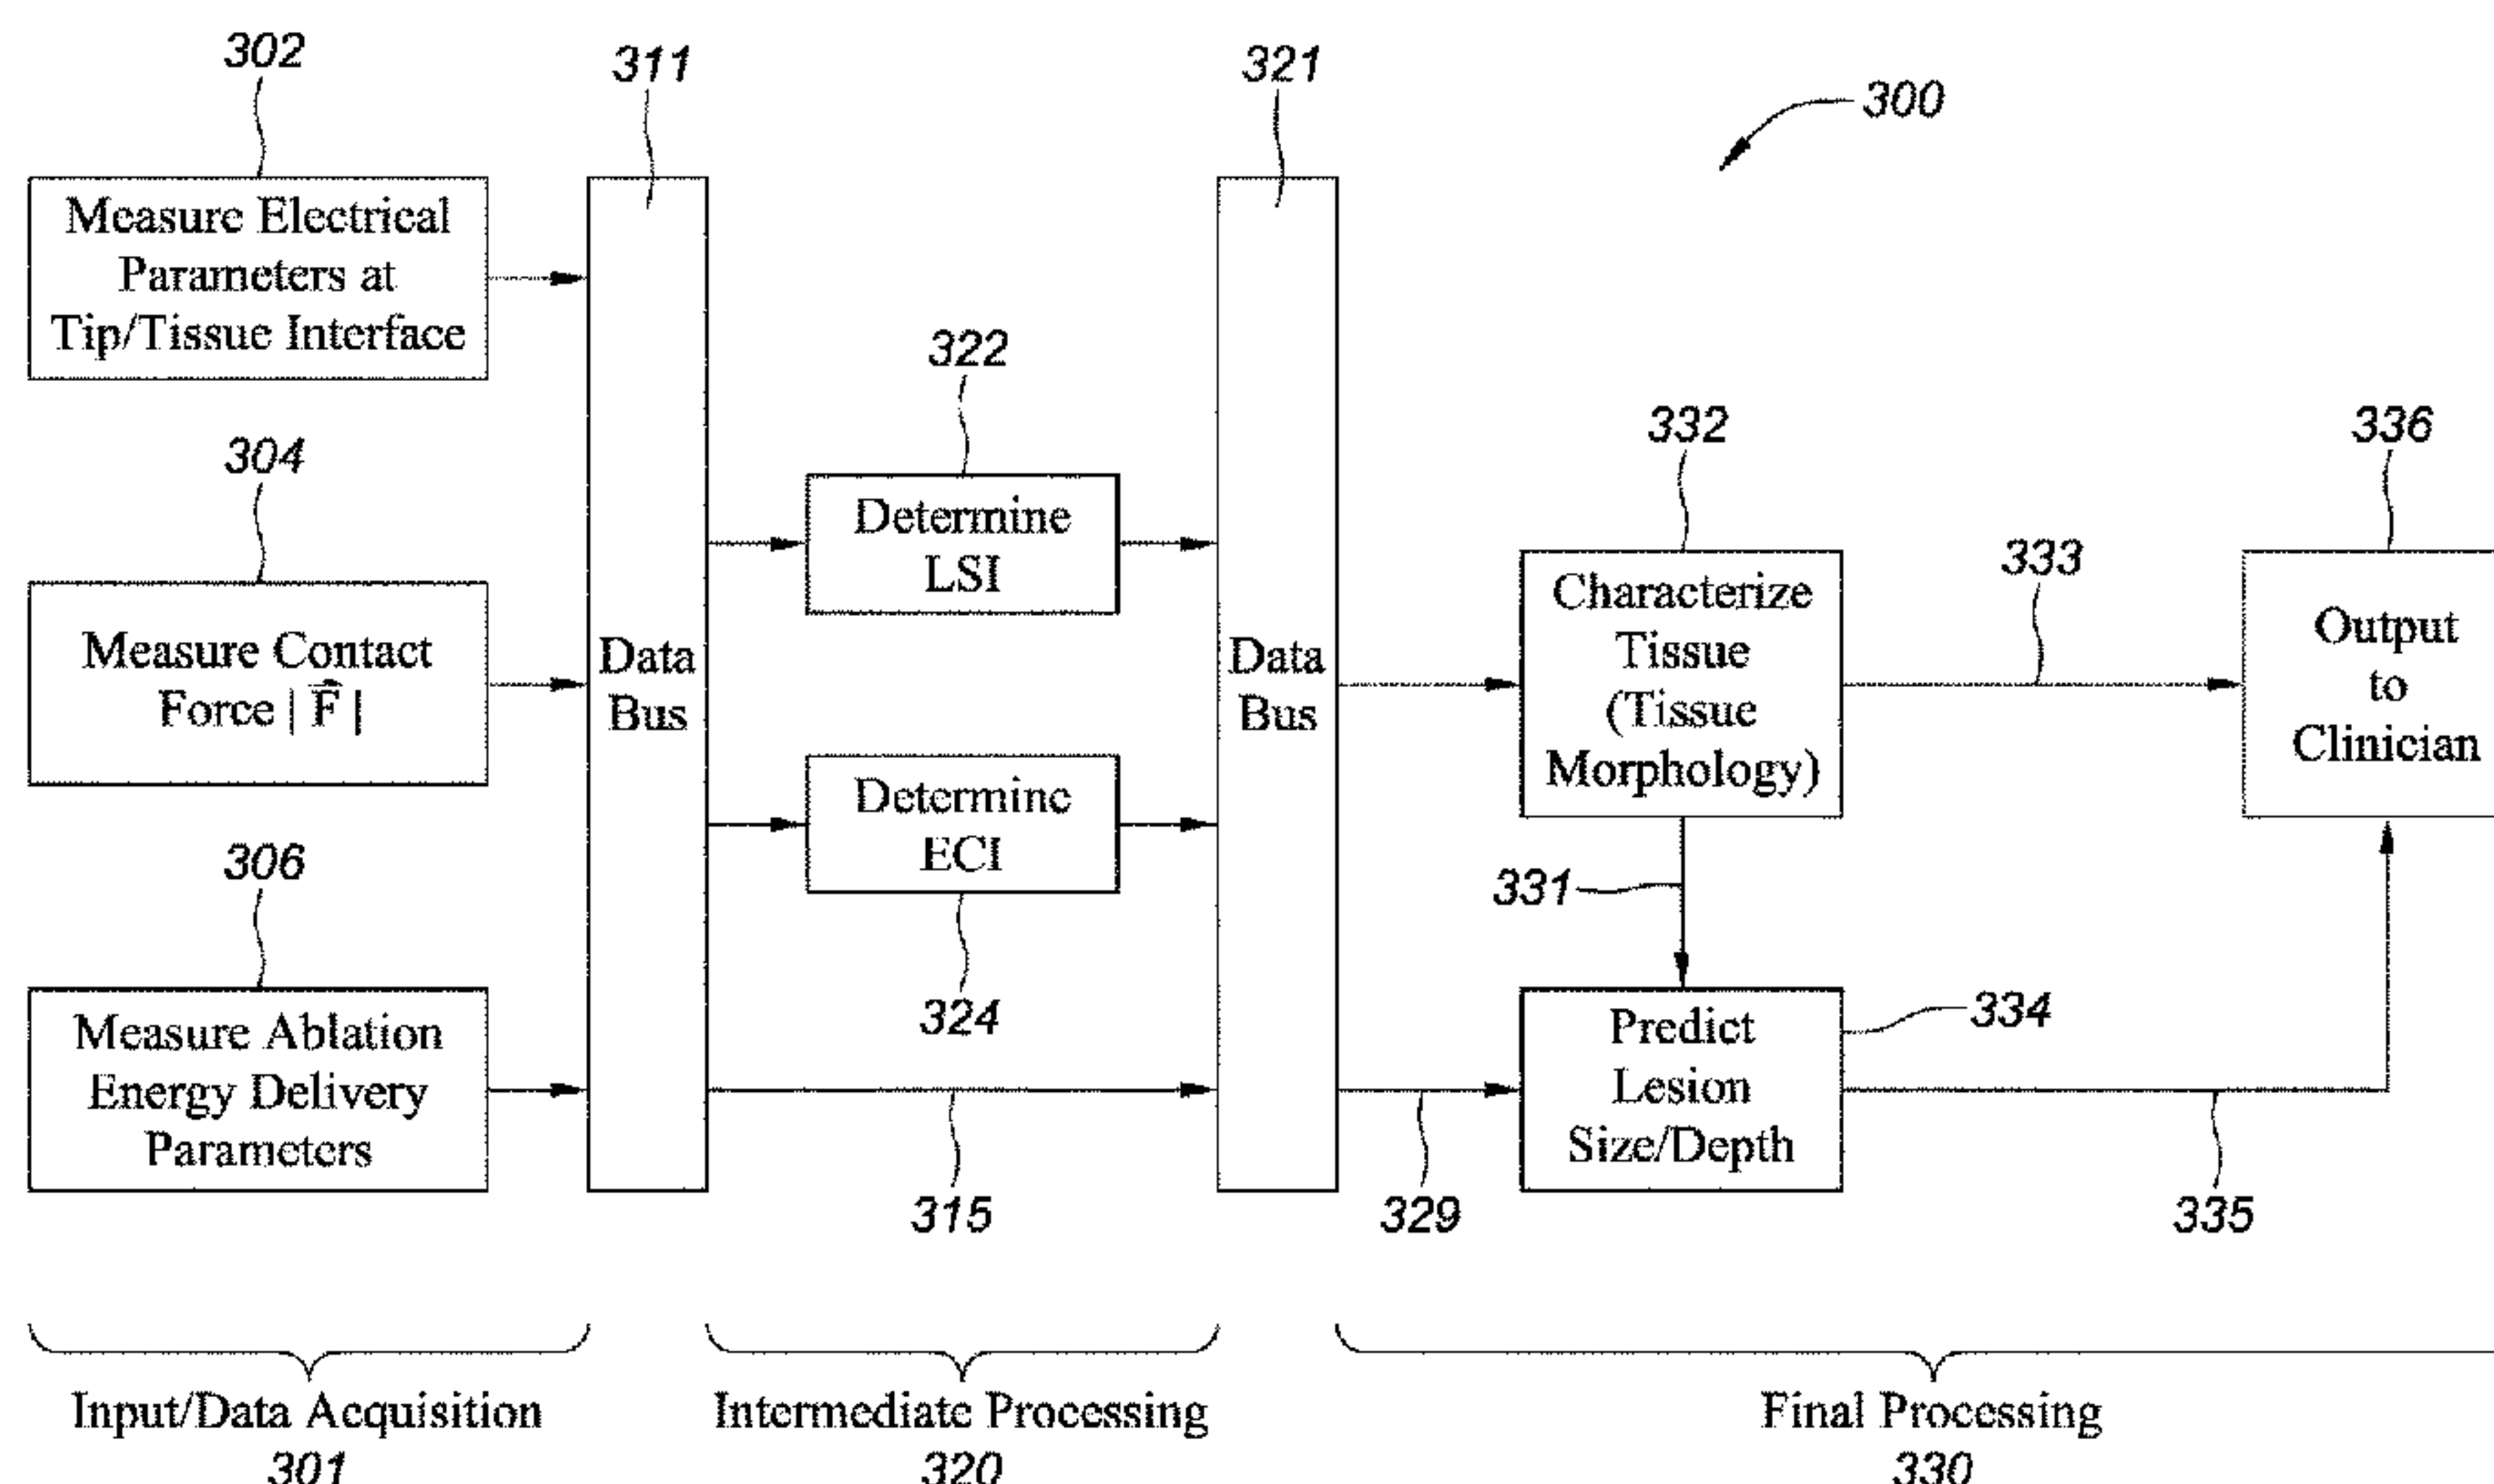 302
311
321
300
Measure Electrical
Parameters at
Tip/Tissue Interface
304
Measure Contact
Force | F⃗ |
306
Measure Ablation
Energy Delivery
Parameters
Data
Bus
322
Determine
LSI
Determine
ECI
324
315
Data
Bus
332
Characterize
Tissue
(Tissue
Morphology)
333
336
Output
to
Clinician
331
Predict
Lesion
Size/Depth
334
329
335
Input/Data Acquisition
301
Intermediate Processing
320
Final Processing
330